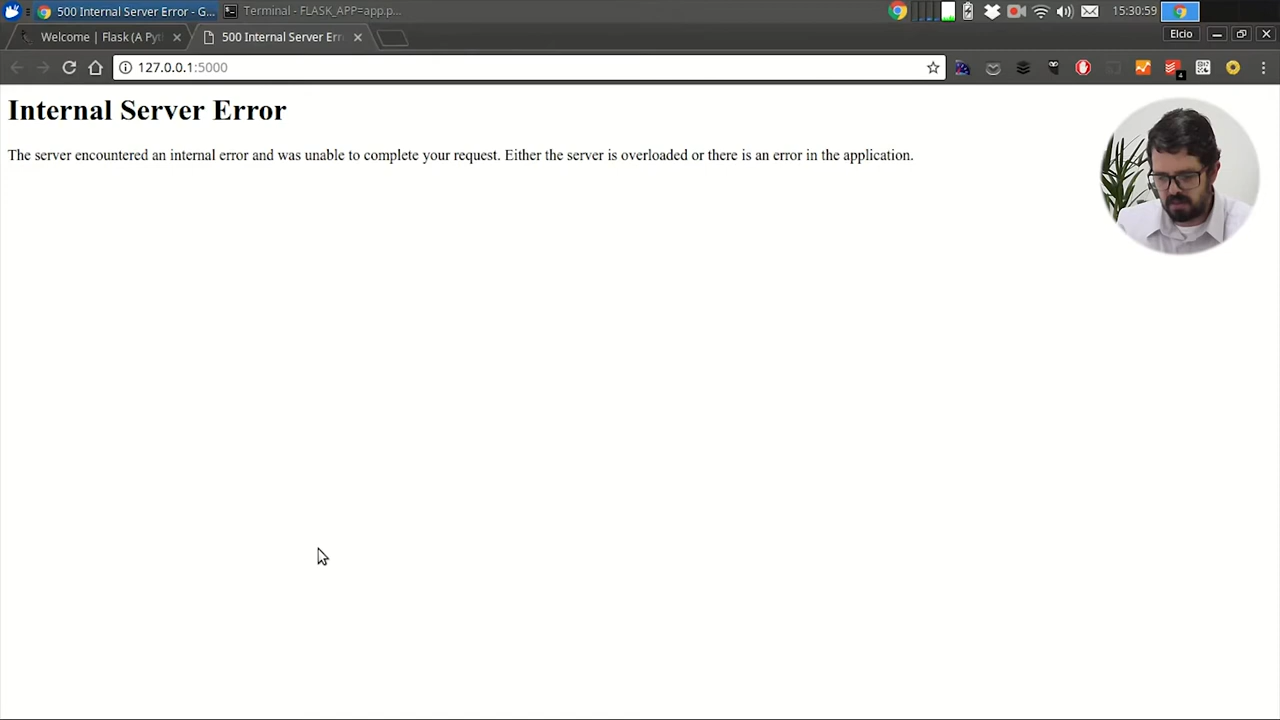 500 Internal Server Error - G...
Terminal - FLASK_APP=app.p...
15:30:59
Welcome | Flask (A Pyt
500 Internal Server Err
Elcio
127.0.0.1:5000
4
Internal Server Error
The server encountered an internal error and was unable to complete your request. Either the server is overloaded or there is an error in the application.